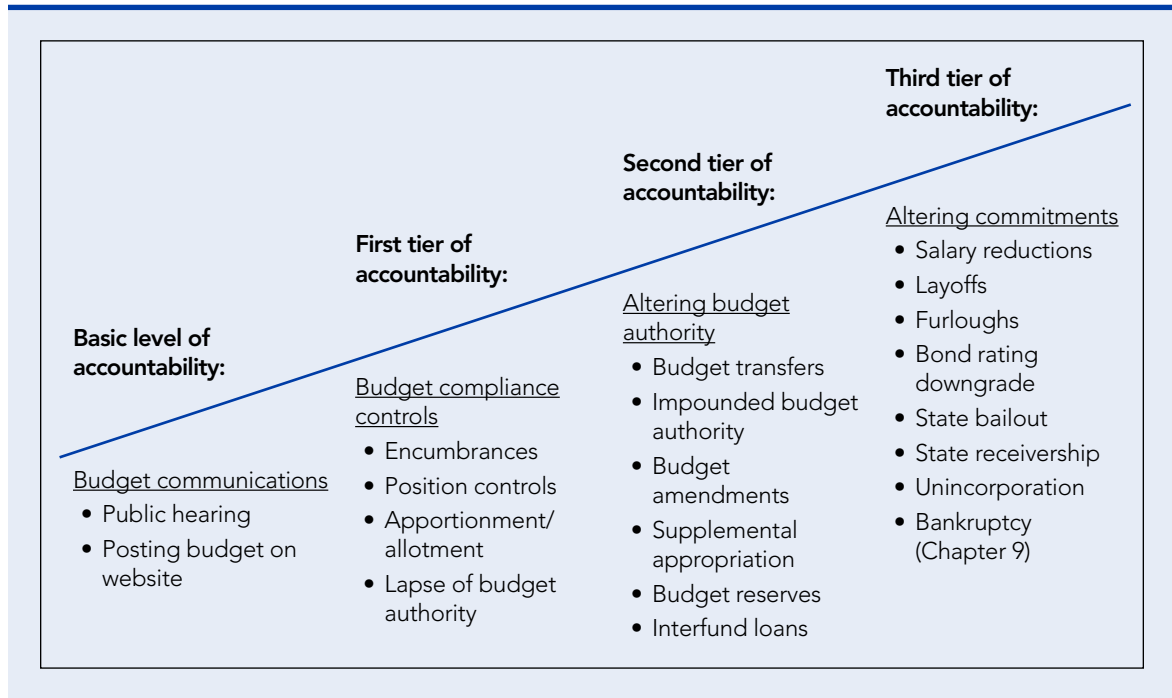 Basic level of
accountability:
Budget communications
• Public hearing
• Posting budget on
website
First tier of
accountability:
Budget compliance
controls
• Encumbrances
• Position controls
• Apportionment/
allotment
• Lapse of budget
authority
Second tier of
accountability:
Altering budget
authority
• Budget transfers
• Impounded budget
authority
• Budget
amendments
• Supplemental
appropriation
• Budget reserves
• Interfund loans
Third tier of
accountability:
Altering commitments
• Salary reductions
• Layoffs
• Furloughs
• Bond rating
downgrade
• State bailout
• State receivership
• Unincorporation
• Bankruptcy
(Chapter 9)